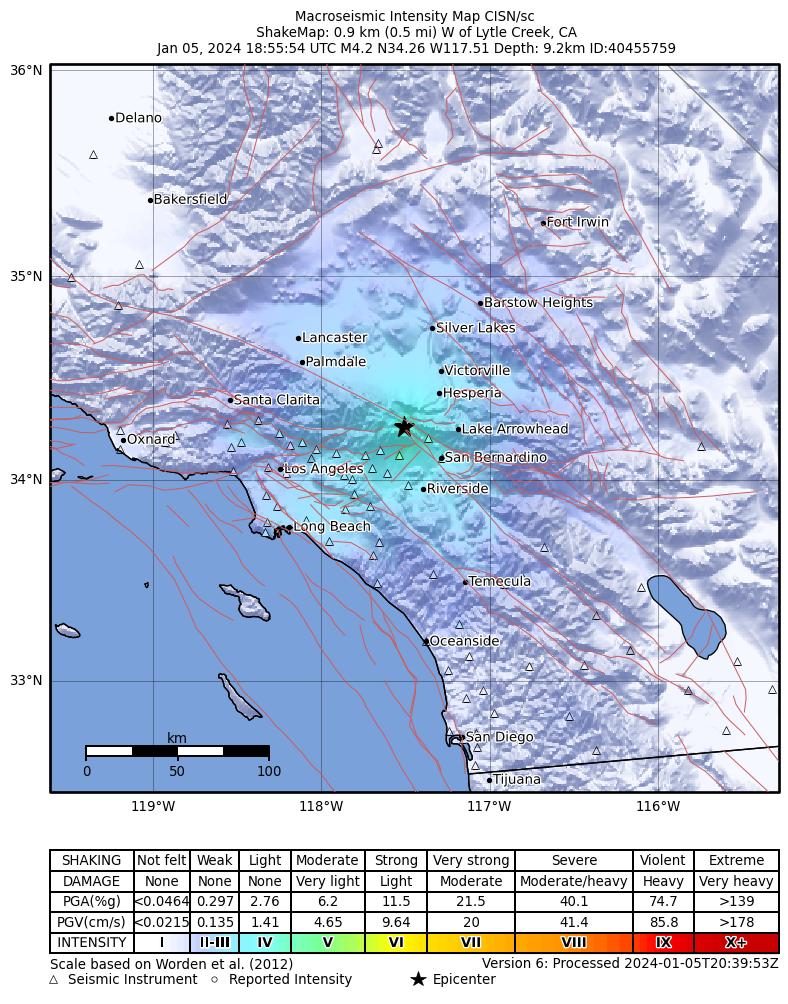 Macroseismic Intensity Map CISN/sc
ShakeMap: 0.9 km (0.5 mi) W of Lytle Creek, CA
Jan 05, 2024 18:55:54 UTC M4.2 N34.26 W117.51 Depth: 9.2km ID:40455759
36°N
Delano
Bakersfield
Fort Irwin
35°N
Barstow Heights
Silver Lakes
Lancaster
Palmdale
Victorville
Hesperia
Santa Clarita
Lake Arrowhead
Oxnard
San Bernardino
Los Angeles
34°N
Riverside
Long Beach
Temecula
Oceanside
33°N
San Diego
km
0 50 100
Tijuana
119°W 118°W 117°W 116°W
SHAKING Not felt Weak Light Moderate Strong Very strong Severe Violent Extreme
DAMAGE None None None Very light Light Moderate Moderate/heavy Heavy Very heavy
PGA(%g) <0.0464 0.297 2.76 6.2 11.5 21.5 40.1 74.7 >139
PGV(cm/s) <0.0215 0.135 1.41 4.65 9.64 20 41.4 85.8 >178
INTENSITY I II-III IV V VI VII VIII IX X+
Scale based on Worden et al. (2012) Version 6: Processed 2024-01-05T20:39:53Z
△ Seismic Instrument ○ Reported Intensity ★ Epicenter